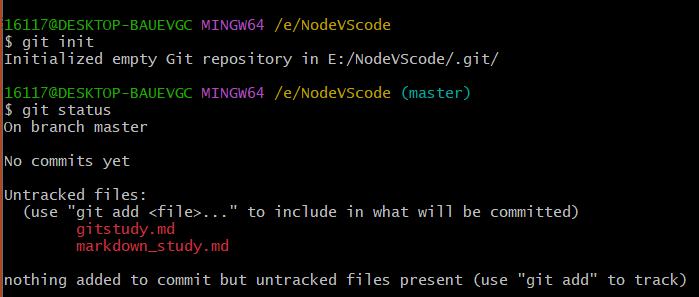 16117@DESKTOP-BAUEVGC MINGW64 /e/NodeVScode
$ git init
Initialized empty Git repository in E:/NodeVScode/.git/
16117@DESKTOP-BAUEVGC MINGW64 /e/NodeVScode (master)
$ git status
On branch master
No commits yet
Untracked files:
(use "git add <file>..." to include in what will be committed)
gitstudy.md
markdown_study.md
nothing added to commit but untracked files present (use "git add" to track)